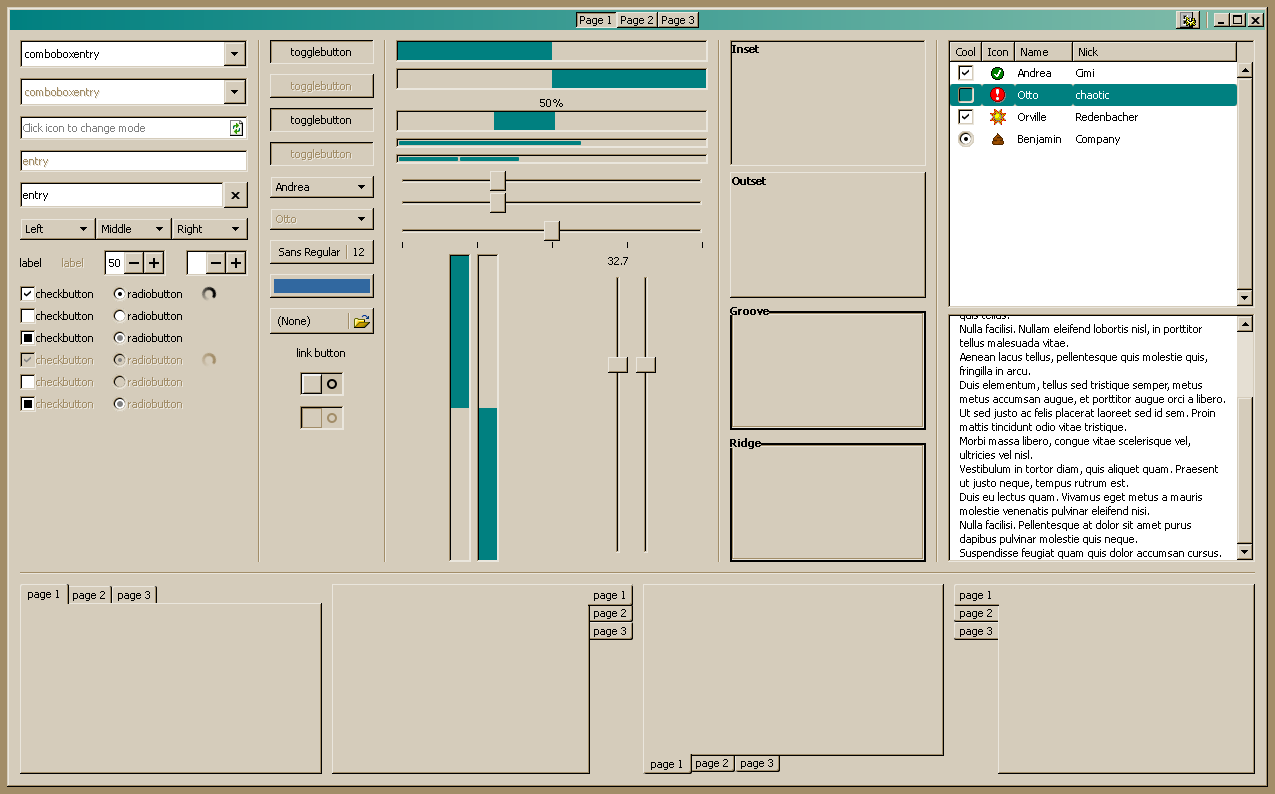 Page 1 Page 2 Page 3
comboboxentry
comboboxentry
Click icon to change mode
entry
entry
Left Middle Right
label label 50
checkbutton radiobutton
checkbutton radiobutton
checkbutton radiobutton
checkbutton radiobutton
checkbutton radiobutton
checkbutton radiobutton
togglebutton
togglebutton
togglebutton
togglebutton
Andrea
Otto
Sans Regular 12
(None)
link button
50%
32.7
Inset
Outset
Groove
Ridge
Cool Icon Name Nick
Andrea Cimi
Otto chaotic
Orville Redenbacher
Benjamin Company
quis tellus.
Nulla facilisi. Nullam eleifend lobortis nisl, in porttitor
tellus malesuada vitae.
Aenean lacus tellus, pellentesque quis molestie quis,
fringilla in arcu.
Duis elementum, tellus sed tristique semper, metus
metus accumsan augue, et porttitor augue orci a libero.
Ut sed justo ac felis placerat laoreet sed id sem. Proin
mattis tincidunt odio vitae tristique.
Morbi massa libero, congue vitae scelerisque vel,
ultricies vel nisl.
Vestibulum in tortor diam, quis aliquet quam. Praesent
ut justo neque, tempus rutrum est.
Duis eu lectus quam. Vivamus eget metus a mauris
molestie venenatis pulvinar eleifend nisi.
Nulla facilisi. Pellentesque at dolor sit amet purus
dapibus pulvinar molestie quis neque.
Suspendisse feugiat quam quis dolor accumsan cursus.
page 1 page 2 page 3
page 1
page 2
page 3
page 1 page 2 page 3
page 1
page 2
page 3